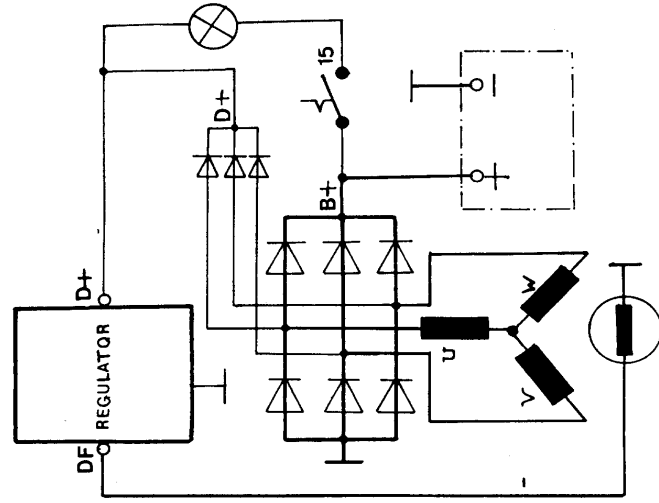 15
D+
B+
D+
REGULATOR
DF
+
–
U
V
W